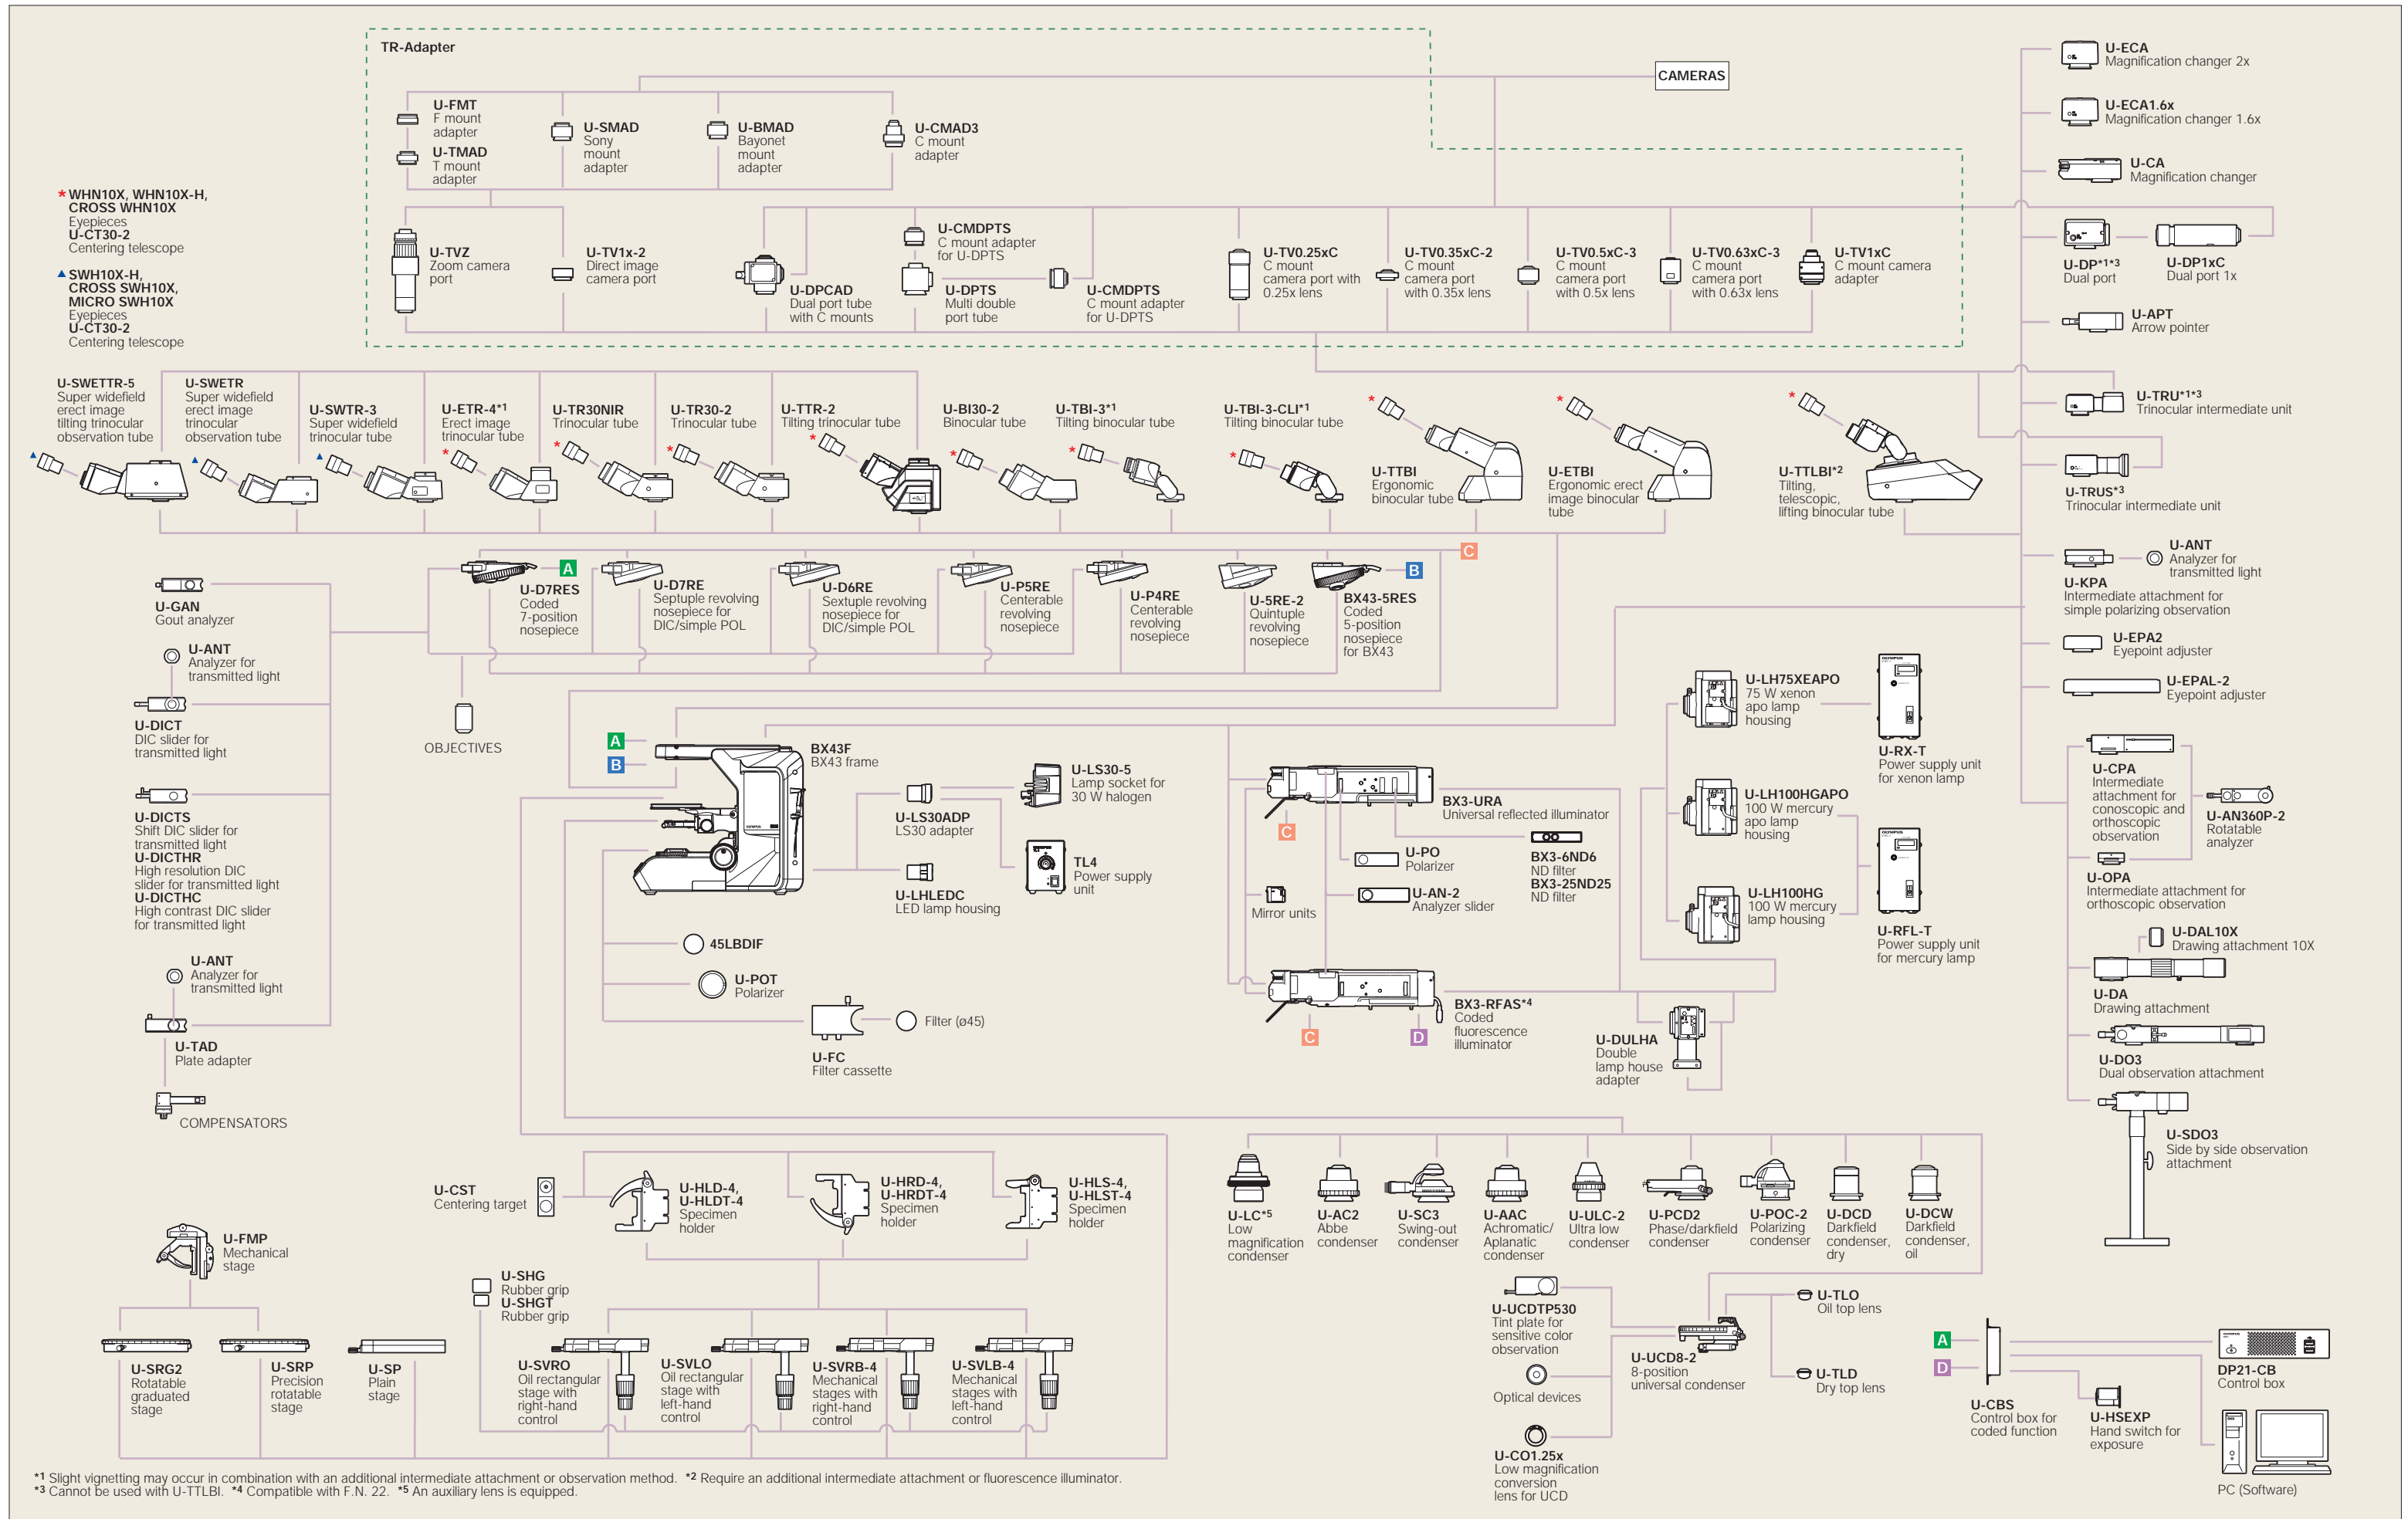 TR-Adapter
CAMERAS
U-FMT
F mount
adapter
U-TMAD
T mount
adapter
U-SMAD
Sony
mount
adapter
U-BMAD
Bayonet
mount
adapter
U-CMAD3
C mount
adapter
* WHN10X, WHN10X-H,
CROSS WHN10X
Eyepieces
U-CT30-2
Centering telescope
▲ SWH10X-H,
CROSS SWH10X,
MICRO SWH10X
Eyepieces
U-CT30-2
Centering telescope
U-TVZ
Zoom camera
port
U-TV1x-2
Direct image
camera port
U-DPCAD
Dual port tube
with C mounts
U-CMDPTS
C mount adapter
for U-DPTS
U-DPTS
Multi double
port tube
U-CMDPTS
C mount adapter
for U-DPTS
U-TV0.25xC
C mount
camera port with
0.25x lens
U-TV0.35xC-2
C mount
camera port
with 0.35x lens
U-TV0.5xC-3
C mount
camera port
with 0.5x lens
U-TV0.63xC-3
C mount
camera port
with 0.63x lens
U-TV1xC
C mount camera
adapter
U-ECA
Magnification changer 2x
U-ECA1.6x
Magnification changer 1.6x
U-CA
Magnification changer
U-DP*1*3
Dual port
U-DP1xC
Dual port 1x
U-APT
Arrow pointer
U-TRU*1*3
Trinocular intermediate unit
U-TRUS*3
Trinocular intermediate unit
U-KPA
Intermediate attachment for
simple polarizing observation
U-ANT
Analyzer for
transmitted light
U-EPA2
Eyepoint adjuster
U-EPAL-2
Eyepoint adjuster
U-SWETTR-5
Super widefield
erect image
tilting trinocular
observation tube
U-SWETR
Super widefield
erect image
trinocular
observation tube
U-SWTR-3
Super widefield
trinocular tube
U-ETR-4*1
Erect image
trinocular tube
U-TR30NIR
Trinocular tube
U-TR30-2
Trinocular tube
U-TTR-2
Tilting trinocular tube
U-BI30-2
Binocular tube
U-TBI-3*1
Tilting binocular tube
U-TBI-3-CLI*1
Tilting binocular tube
U-TTBI
Ergonomic
binocular tube
U-ETBI
Ergonomic erect
image binocular
tube
U-TTLBI*2
Tilting,
telescopic,
lifting binocular tube
C
A
U-D7RES
Coded
7-position
nosepiece
U-D7RE
Septuple revolving
nosepiece for
DIC/simple POL
U-D6RE
Sextuple revolving
nosepiece for
DIC/simple POL
U-P5RE
Centerable
revolving
nosepiece
U-P4RE
Centerable
revolving
nosepiece
U-5RE-2
Quintuple
revolving
nosepiece
B
BX43-5RES
Coded
5-position
nosepiece
for BX43
U-GAN
Gout analyzer
U-ANT
Analyzer for
transmitted light
U-DICT
DIC slider for
transmitted light
U-DICTS
Shift DIC slider for
transmitted light
U-DICTHR
High resolution DIC
slider for transmitted light
U-DICTHC
High contrast DIC slider
for transmitted light
U-ANT
Analyzer for
transmitted light
U-TAD
Plate adapter
COMPENSATORS
OBJECTIVES
A
B
BX43F
BX43 frame
U-LS30ADP
LS30 adapter
U-LS30-5
Lamp socket for
30 W halogen
U-LHLEDC
LED lamp housing
TL4
Power supply
unit
45LBDIF
U-POT
Polarizer
U-FC
Filter cassette
Filter (ø45)
BX3-URA
Universal reflected illuminator
C
U-PO
Polarizer
U-AN-2
Analyzer slider
Mirror units
BX3-6ND6
ND filter
BX3-25ND25
ND filter
BX3-RFAS*4
Coded
fluorescence
illuminator
C
D
U-LH75XEAPO
75 W xenon
apo lamp
housing
U-RX-T
Power supply unit
for xenon lamp
U-LH100HGAPO
100 W mercury
apo lamp
housing
U-LH100HG
100 W mercury
lamp housing
U-RFL-T
Power supply unit
for mercury lamp
U-DULHA
Double
lamp house
adapter
U-CPA
Intermediate
attachment for
conoscopic and
orthoscopic
observation
U-AN360P-2
Rotatable
analyzer
U-OPA
Intermediate attachment for
orthoscopic observation
U-DAL10X
Drawing attachment 10X
U-DA
Drawing attachment
U-DO3
Dual observation attachment
U-SDO3
Side by side observation
attachment
U-CST
Centering target
U-HLD-4,
U-HLDT-4
Specimen
holder
U-HRD-4,
U-HRDT-4
Specimen
holder
U-HLS-4,
U-HLST-4
Specimen
holder
U-FMP
Mechanical
stage
U-SHG
Rubber grip
U-SHGT
Rubber grip
U-SRG2
Rotatable
graduated
stage
U-SRP
Precision
rotatable
stage
U-SP
Plain
stage
U-SVRO
Oil rectangular
stage with
right-hand
control
U-SVLO
Oil rectangular
stage with
left-hand
control
U-SVRB-4
Mechanical
stages with
right-hand
control
U-SVLB-4
Mechanical
stages with
left-hand
control
U-LC*5
Low
magnification
condenser
U-AC2
Abbe
condenser
U-SC3
Swing-out
condenser
U-AAC
Achromatic/
Aplanatic
condenser
U-ULC-2
Ultra low
condenser
U-PCD2
Phase/darkfield
condenser
U-POC-2
Polarizing
condenser
U-DCD
Darkfield
condenser,
dry
U-DCW
Darkfield
condenser,
oil
U-UCDTP530
Tint plate for
sensitive color
observation
Optical devices
U-CO1.25x
Low magnification
conversion
lens for UCD
U-UCD8-2
8-position
universal condenser
U-TLO
Oil top lens
U-TLD
Dry top lens
A
D
U-CBS
Control box for
coded function
U-HSEXP
Hand switch for
exposure
DP21-CB
Control box
PC (Software)
*1 Slight vignetting may occur in combination with an additional intermediate attachment or observation method. *2 Require an additional intermediate attachment or fluorescence illuminator.
*3 Cannot be used with U-TTLBI. *4 Compatible with F.N. 22. *5 An auxiliary lens is equipped.